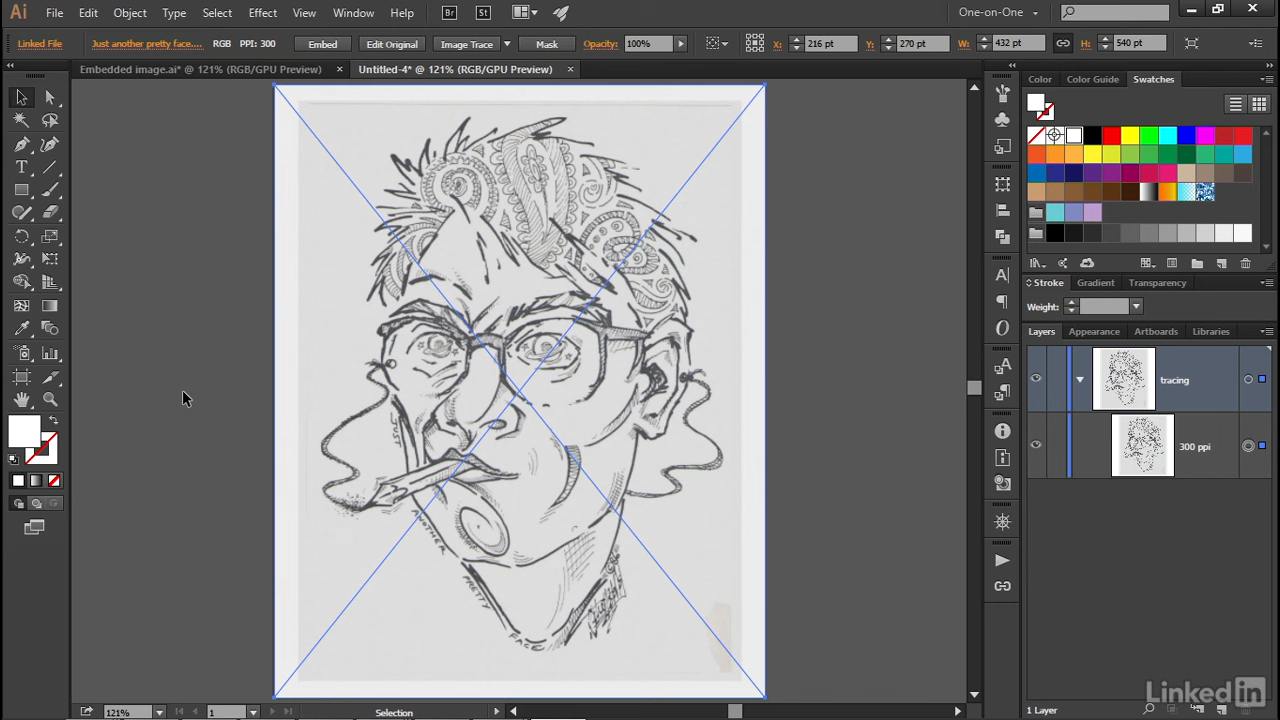 Ai File Edit Object Type Select Effect View Window Help Br St One-on-One
Linked File Just another pretty face.... RGB PPI: 300 Embed Edit Original Image Trace Mask Opacity: 100% X: 216 pt Y: 270 pt W: 432 pt H: 540 pt
Embedded image.ai* @ 121% (RGB/GPU Preview) Untitled-4* @ 121% (RGB/GPU Preview)
Color Color Guide Swatches
Stroke Gradient Transparency
Weight:
Layers Appearance Artboards Libraries
tracing
300 ppi
JUST
ANOTHER
PRETTY
FACE
LinkedIn
121% 1 Selection 1 Layer